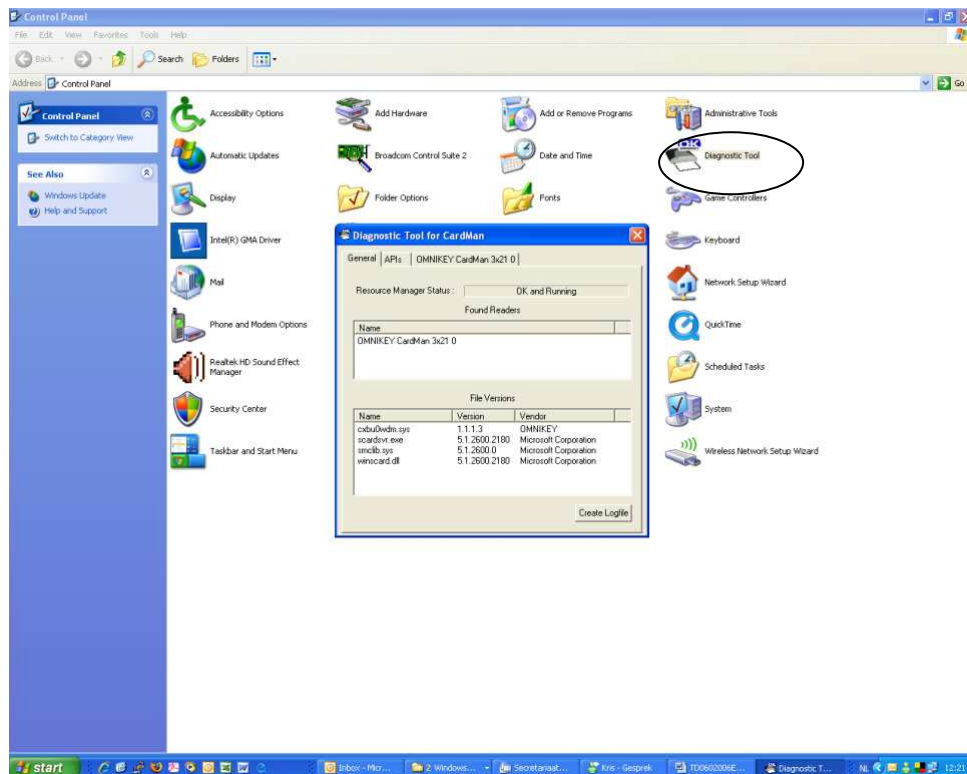 Control Panel
File Edit View Favorites Tools Help
Back Search Folders
Address Control Panel Go
Control Panel
Switch to Category View
See Also
Windows Update
Help and Support
Accessibility Options
Add Hardware
Add or Remove Programs
Administrative Tools
Automatic Updates
Broadcom Control Suite 2
Date and Time
OK
Diagnostic Tool
Display
Folder Options
Fonts
Game Controllers
Intel(R) GMA Driver
Keyboard
Mail
Network Setup Wizard
Phone and Modem Options
QuickTime
Realtek HD Sound Effect
Manager
Scheduled Tasks
Security Center
System
Taskbar and Start Menu
Wireless Network Setup Wizard
Diagnostic Tool for CardMan
General APIs OMNIKEY CardMan 3x21 0
Resource Manager Status : OK and Running
Found Readers
Name
OMNIKEY CardMan 3x21 0
File Versions
Name Version Vendor
cxbu0wdm.sys 1.1.1.3 OMNIKEY
scardsvr.exe 5.1.2600.2180 Microsoft Corporation
smclib.sys 5.1.2600.0 Microsoft Corporation
winscard.dll 5.1.2600.2180 Microsoft Corporation
Create Logfile
start Inbox - Micr... 2 Windows... Secretariaat... Kris - Gesprek TD0602006E... Diagnostic T... NL 12:21